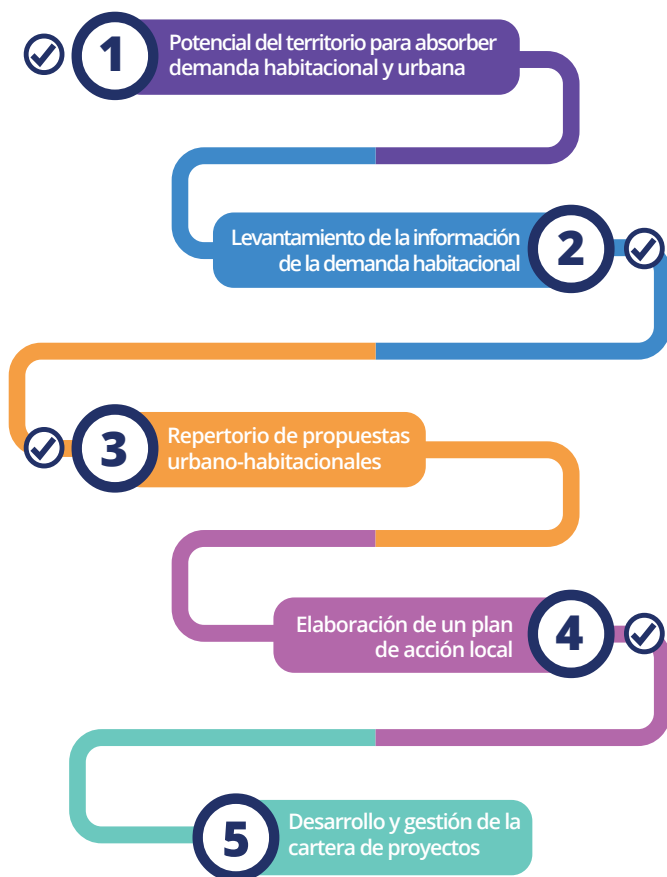 1
Potencial del territorio para absorber
demanda habitacional y urbana
Levantamiento de la información
de la demanda habitacional
2
3
Repertorio de propuestas
urbano-habitacionales
Elaboración de un plan
de acción local
4
5
Desarrollo y gestión de la
cartera de proyectos